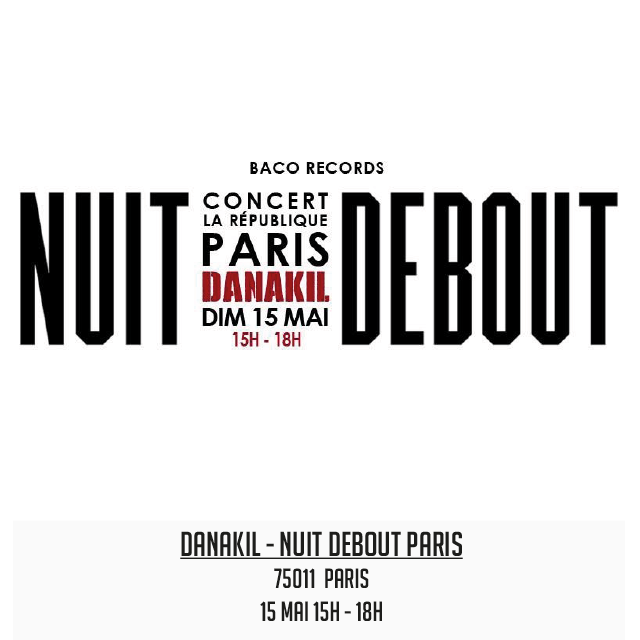 BACO RECORDS
NUIT DEBOUT
CONCERT
LA RÉPUBLIQUE
PARIS
DANAKIL
DIM 15 MAI
15H - 18H
DANAKIL - NUIT DEBOUT PARIS
75011 PARIS
15 MAI 15H - 18H